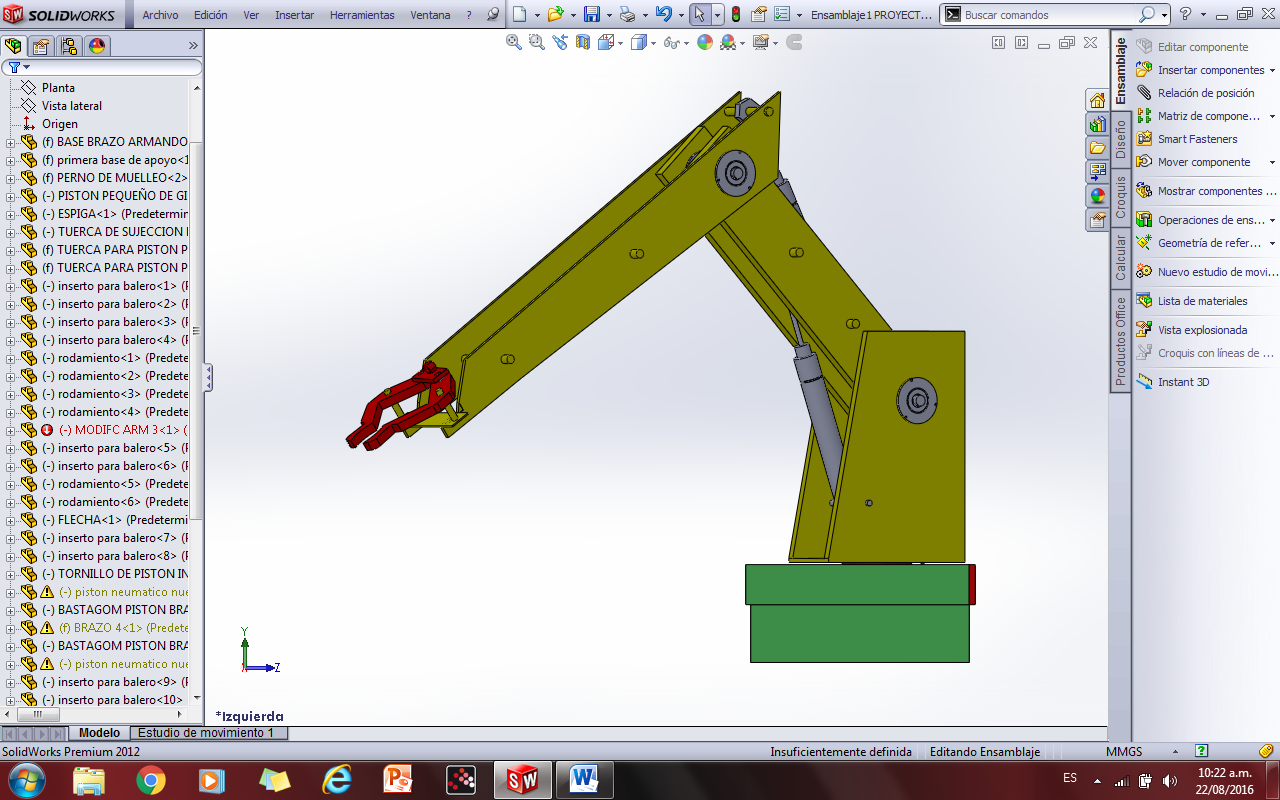 SOLIDWORKS Archivo Edición Ver Insertar Herramientas Ventana ? Ensamblaje1 PROYECT... Buscar comandos ?
Planta
Vista lateral
Origen
(f) BASE BRAZO ARMANDO
(f) primera base de apoyo<1
(f) PERNO DE MUELLEO<2>
(-) PISTON PEQUEÑO DE GI
(-) ESPIGA<1> (Predetermin
(-) TUERCA DE SUJECCION I
(f) TUERCA PARA PISTON P
(f) TUERCA PARA PISTON P
(-) inserto para balero<1> (F
(-) inserto para balero<2> (F
(-) inserto para balero<3> (F
(-) inserto para balero<4> (F
(-) rodamiento<1> (Predete
(-) rodamiento<2> (Predete
(-) rodamiento<3> (Predete
(-) rodamiento<4> (Predete
(-) MODIFC ARM 3<1> (
(-) inserto para balero<5> (F
(-) inserto para balero<6> (F
(-) rodamiento<5> (Predete
(-) rodamiento<6> (Predete
(-) FLECHA<1> (Predetermi
(-) inserto para balero<7> (F
(-) inserto para balero<8> (F
(-) TORNILLO DE PISTON IN
(-) piston neumatico nue
(-) BASTAGOM PISTON BRA
(f) BRAZO 4<1> (Predete
(-) BASTAGOM PISTON BRA
(-) piston neumatico nue
(-) inserto para balero<9> (F
(-) inserto para balero<10>
Y
Z
*Izquierda
Ensamblaje
Diseño
Croquis
Calcular
Productos Office
Editar componente
Insertar componentes
Relación de posición
Matriz de compone...
Smart Fasteners
Mover componente
Mostrar componentes ...
Operaciones de ens...
Geometría de refer...
Nuevo estudio de movi...
Lista de materiales
Vista explosionada
Croquis con líneas de ...
Instant 3D
Modelo Estudio de movimiento 1
SolidWorks Premium 2012 Insuficientemente definida Editando Ensamblaje MMGS
ES 10:22 a.m.
22/08/2016